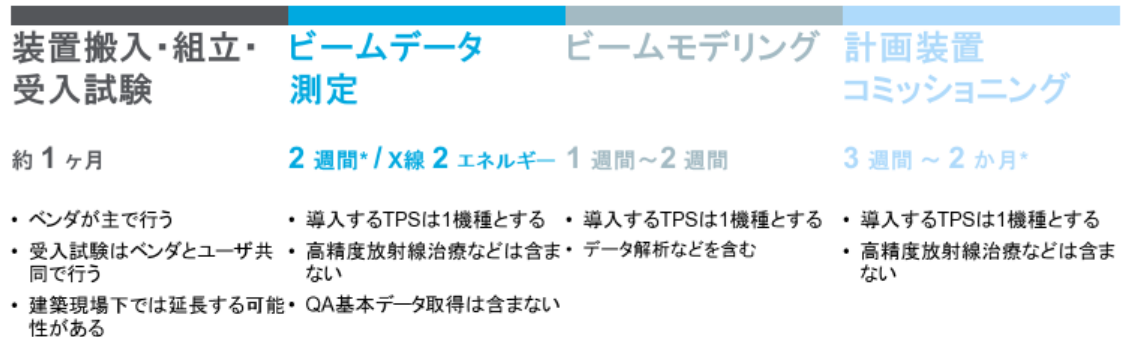 装置搬入・組立・
受入試験
約 1 ヶ月
• ベンダが主で行う
• 受入試験はベンダとユーザ共
同で行う
• 建築現場下では延長する可能
性がある
ビームデータ
測定
2 週間* / X線 2 エネルギー
• 導入するTPSは1機種とする
• 高精度放射線治療などは含ま
ない
• QA基本データ取得は含まない
ビームモデリング
1 週間～2 週間
• 導入するTPSは1機種とする
• データ解析などを含む
計画装置
コミッショニング
3 週間 ～ 2 か月*
• 導入するTPSは1機種とする
• 高精度放射線治療などは含ま
ない